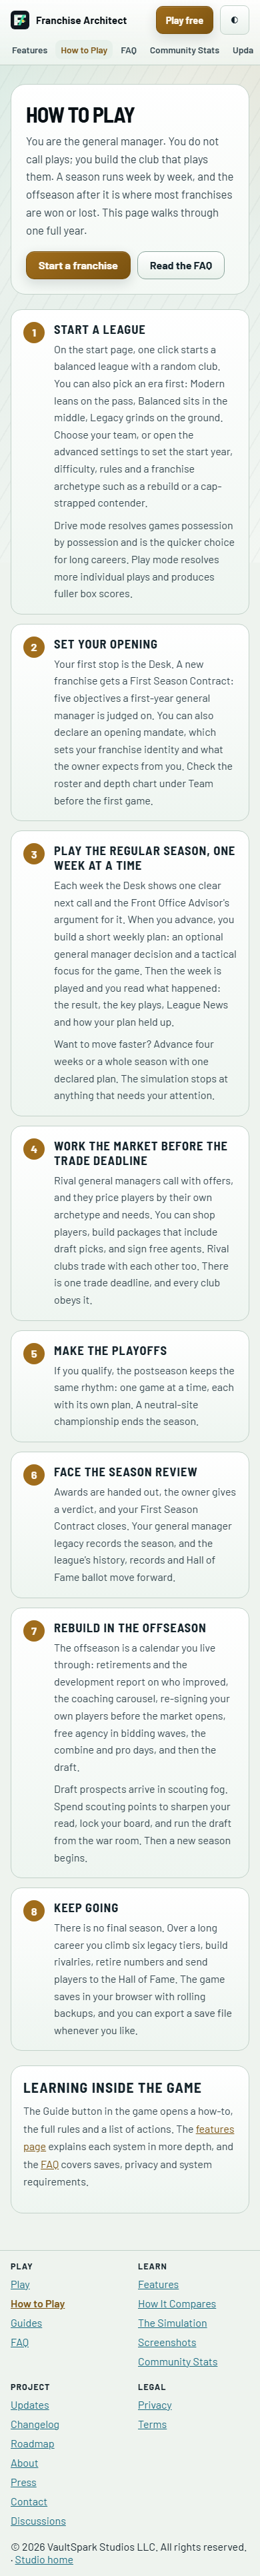 Franchise Architect
Play free
Features How to Play FAQ Community Stats Upda
HOW TO PLAY
You are the general manager. You do not
call plays; you build the club that plays
them. A season runs week by week, and the
offseason after it is where most franchises
are won or lost. This page walks through
one full year.
Start a franchise Read the FAQ
1 START A LEAGUE
On the start page, one click starts a
balanced league with a random club.
You can also pick an era first: Modern
leans on the pass, Balanced sits in the
middle, Legacy grinds on the ground.
Choose your team, or open the
advanced settings to set the start year,
difficulty, rules and a franchise
archetype such as a rebuild or a cap-
strapped contender.
Drive mode resolves games possession
by possession and is the quicker choice
for long careers. Play mode resolves
more individual plays and produces
fuller box scores.
2 SET YOUR OPENING
Your first stop is the Desk. A new
franchise gets a First Season Contract:
five objectives a first-year general
manager is judged on. You can also
declare an opening mandate, which
sets your franchise identity and what
the owner expects from you. Check the
roster and depth chart under Team
before the first game.
3 PLAY THE REGULAR SEASON, ONE
WEEK AT A TIME
Each week the Desk shows one clear
next call and the Front Office Advisor's
argument for it. When you advance, you
build a short weekly plan: an optional
general manager decision and a tactical
focus for the game. Then the week is
played and you read what happened:
the result, the key plays, League News
and how your plan held up.
Want to move faster? Advance four
weeks or a whole season with one
declared plan. The simulation stops at
anything that needs your attention.
4 WORK THE MARKET BEFORE THE
TRADE DEADLINE
Rival general managers call with offers,
and they price players by their own
archetype and needs. You can shop
players, build packages that include
draft picks, and sign free agents. Rival
clubs trade with each other too. There
is one trade deadline, and every club
obeys it.
5 MAKE THE PLAYOFFS
If you qualify, the postseason keeps the
same rhythm: one game at a time, each
with its own plan. A neutral-site
championship ends the season.
6 FACE THE SEASON REVIEW
Awards are handed out, the owner gives
a verdict, and your First Season
Contract closes. Your general manager
legacy records the season, and the
league's history, records and Hall of
Fame ballot move forward.
7 REBUILD IN THE OFFSEASON
The offseason is a calendar you live
through: retirements and the
development report on who improved,
the coaching carousel, re-signing your
own players before the market opens,
free agency in bidding waves, the
combine and pro days, and then the
draft.
Draft prospects arrive in scouting fog.
Spend scouting points to sharpen your
read, lock your board, and run the draft
from the war room. Then a new season
begins.
8 KEEP GOING
There is no final season. Over a long
career you climb six legacy tiers, build
rivalries, retire numbers and send
players to the Hall of Fame. The game
saves in your browser with rolling
backups, and you can export a save file
whenever you like.
LEARNING INSIDE THE GAME
The Guide button in the game opens a how-to,
the full rules and a list of actions. The features
page explains each system in more depth, and
the FAQ covers saves, privacy and system
requirements.
PLAY
Play
How to Play
Guides
FAQ
LEARN
Features
How It Compares
The Simulation
Screenshots
Community Stats
PROJECT
Updates
Changelog
Roadmap
About
Press
Contact
Discussions
LEGAL
Privacy
Terms
© 2026 VaultSpark Studios LLC. All rights reserved.
· Studio home